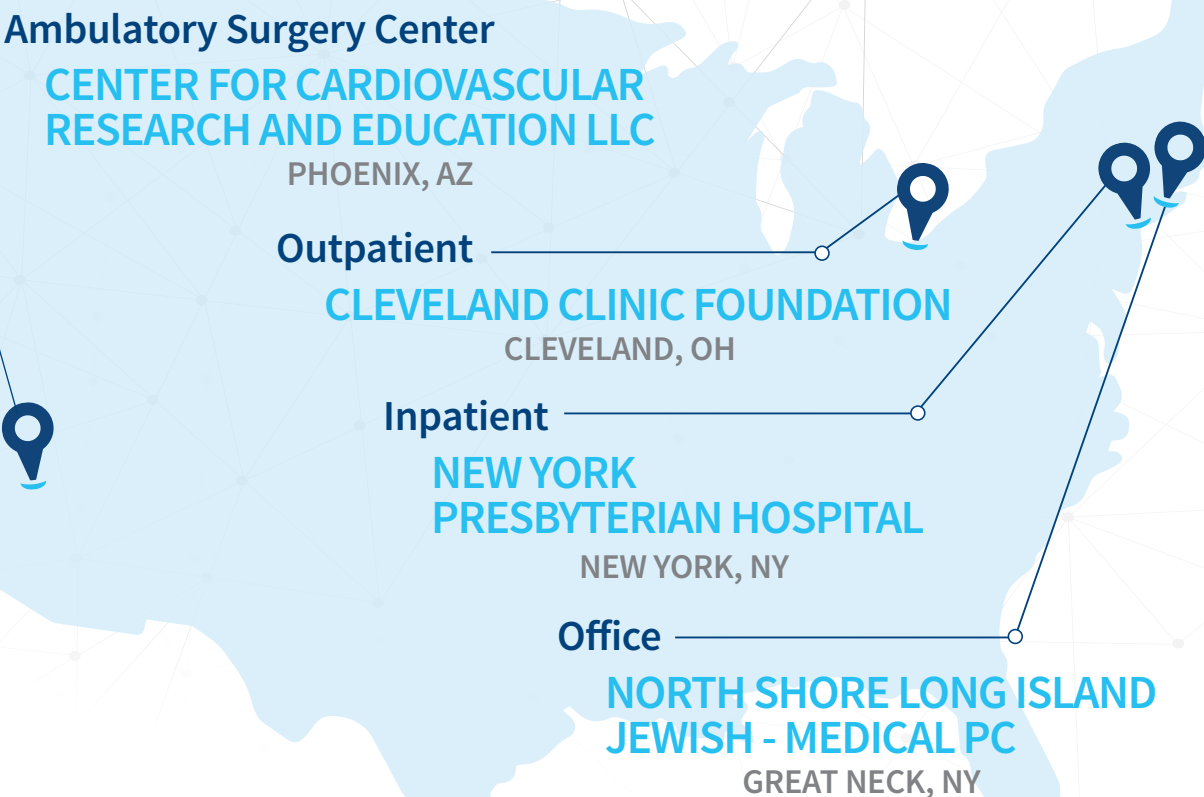 Ambulatory Surgery Center
CENTER FOR CARDIOVASCULAR
RESEARCH AND EDUCATION LLC
PHOENIX, AZ
Outpatient
CLEVELAND CLINIC FOUNDATION
CLEVELAND, OH
Inpatient
NEW YORK
PRESBYTERIAN HOSPITAL
NEW YORK, NY
Office
NORTH SHORE LONG ISLAND
JEWISH - MEDICAL PC
GREAT NECK, NY